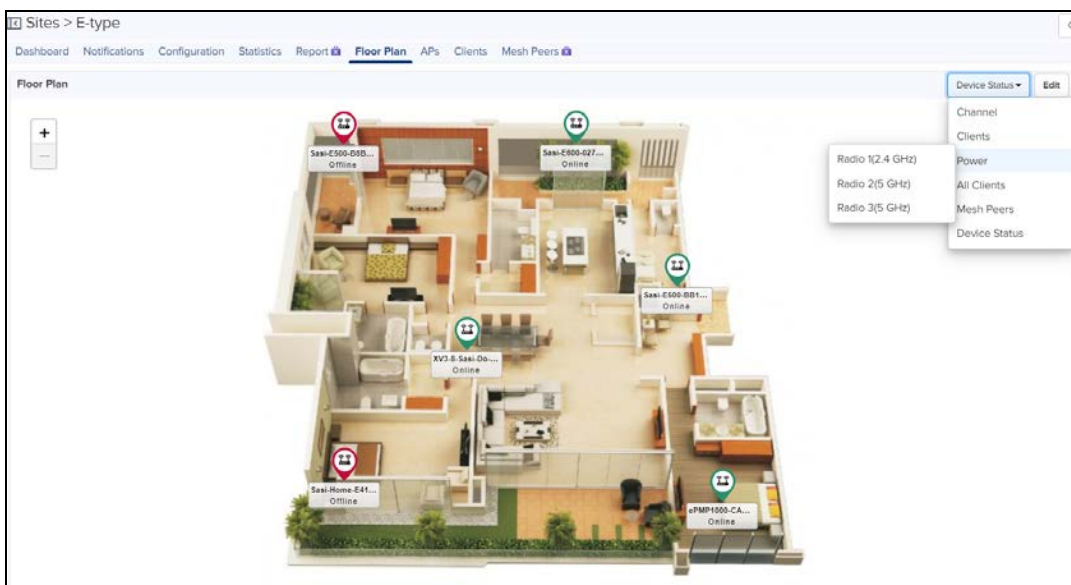 Sites > E-type
Dashboard Notifications Configuration Statistics Report Floor Plan APs Clients Mesh Peers
Floor Plan
Device Status
Edit
Channel
Clients
Power
All Clients
Mesh Peers
Device Status
Radio 1(2.4 GHz)
Radio 2(5 GHz)
Radio 3(5 GHz)
+
Sasi-E500-B8B...
Offline
Sasi-E600-027...
Online
Sasi-E500-BB1...
Online
XV3-8-Sasi-Do-...
Online
Sasi-Home-E41...
Offline
ePMP1000-CA...
Online